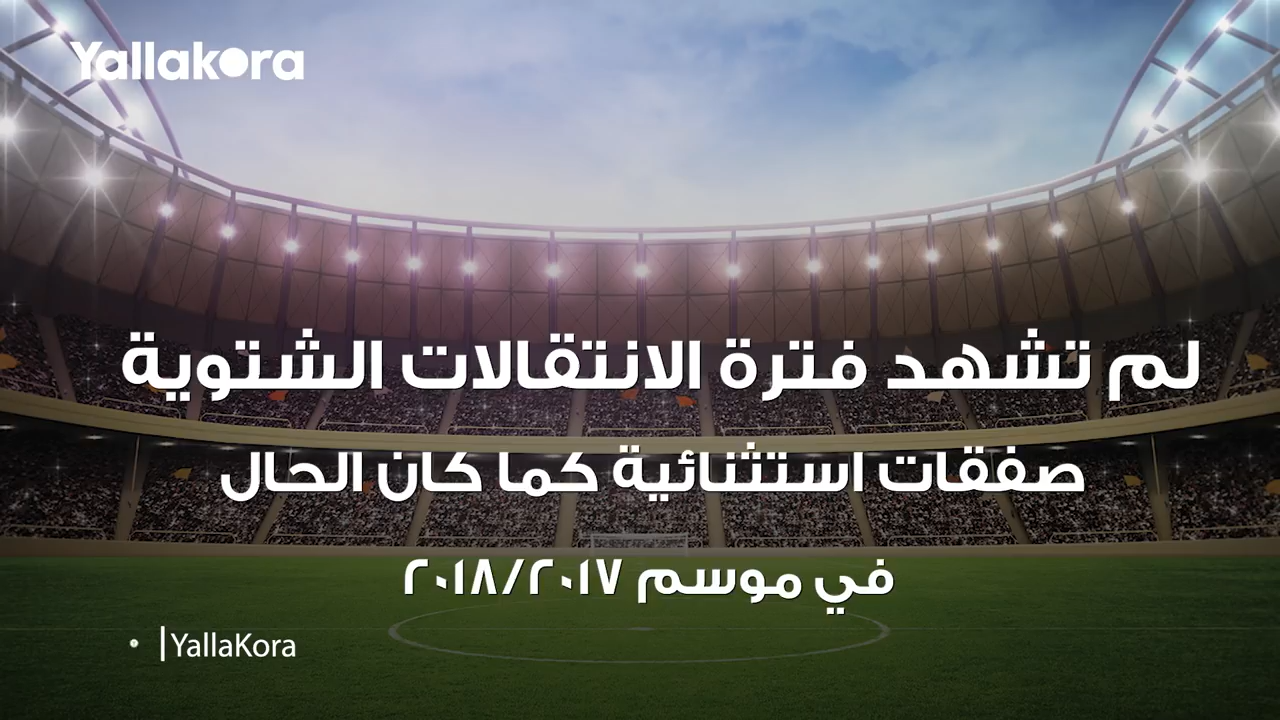 Yallakora
لم تشهد فترة الانتقالات الشتوية
صفقات استثنائية كما كان الحال
في موسم ٢٠١٨/٢٠١٧
YallaKora